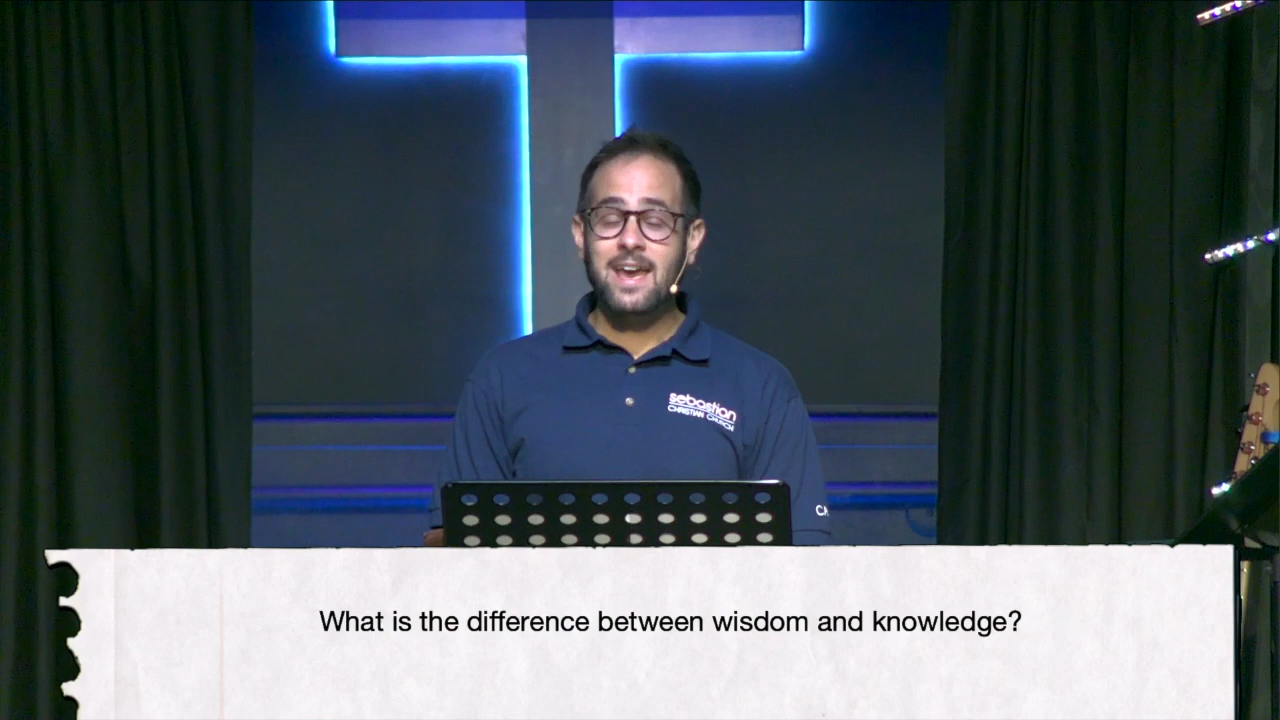 sebastian
CHRISTIAN CHURCH
What is the difference between wisdom and knowledge?